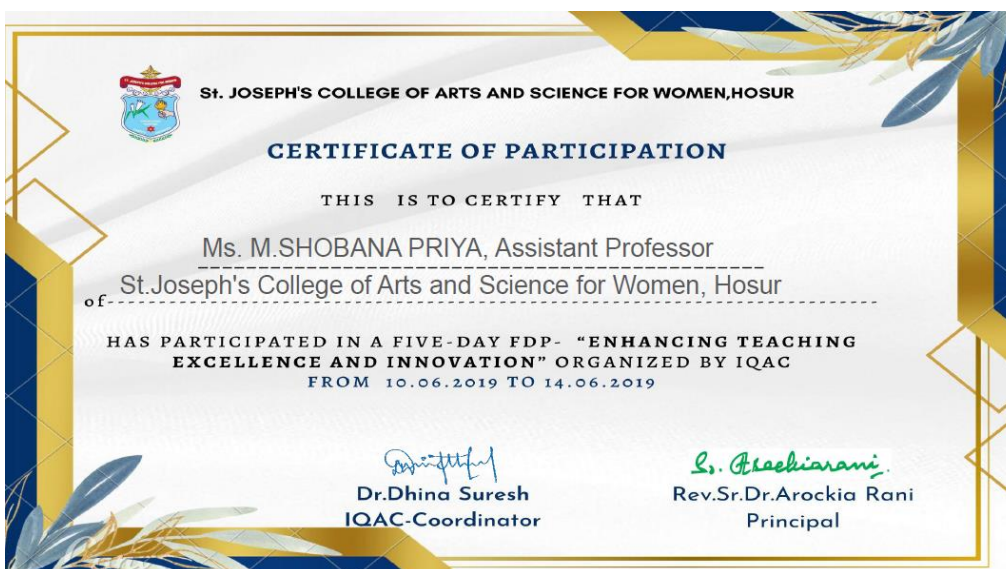 St. JOSEPH'S COLLEGE OF ARTS AND SCIENCE FOR WOMEN,HOSUR
CERTIFICATE OF PARTICIPATION
THIS IS TO CERTIFY THAT
Ms. M.SHOBANA PRIYA, Assistant Professor
of St.Joseph's College of Arts and Science for Women, Hosur
HAS PARTICIPATED IN A FIVE-DAY FDP- “ENHANCING TEACHING
EXCELLENCE AND INNOVATION” ORGANIZED BY IQAC
FROM 10.06.2019 TO 14.06.2019
Dr.Dhina Suresh
IQAC-Coordinator
Rev.Sr.Dr.Arockia Rani
Principal